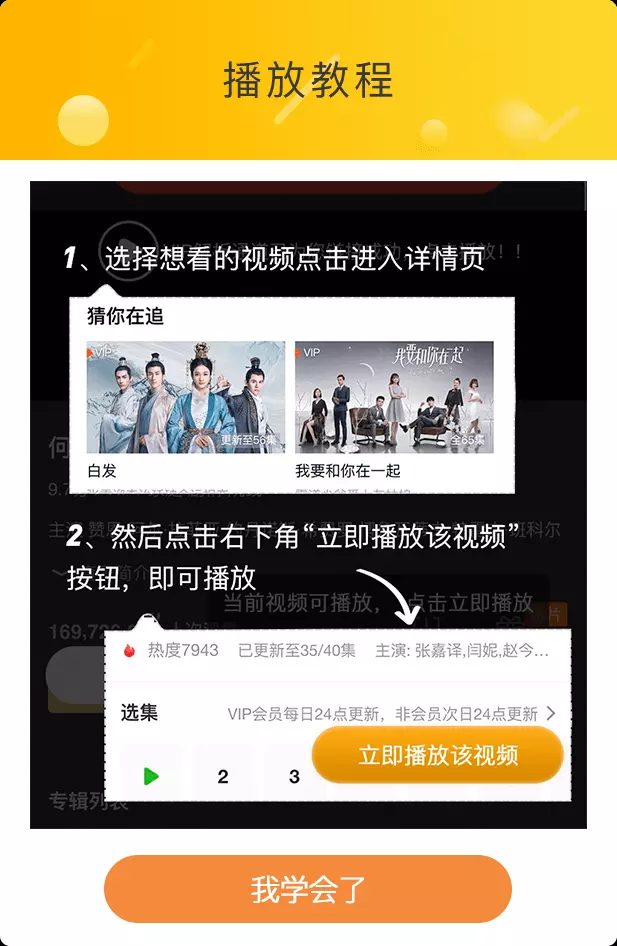 播放教程
1、选择想看的视频点击进入详情页
猜你在追
VIP
更新至56集
白发
VIP
我要和你在一起
全65集
我要和你在一起
2、然后点击右下角“立即播放该视频”
按钮，即可播放
当前视频可播放，点击立即播放
热度7943 已更新至35/40集 主演: 张嘉译,闫妮,赵今...
选集
VIP会员每日24点更新，非会员次日24点更新
立即播放该视频
2
3
专辑列表
我学会了